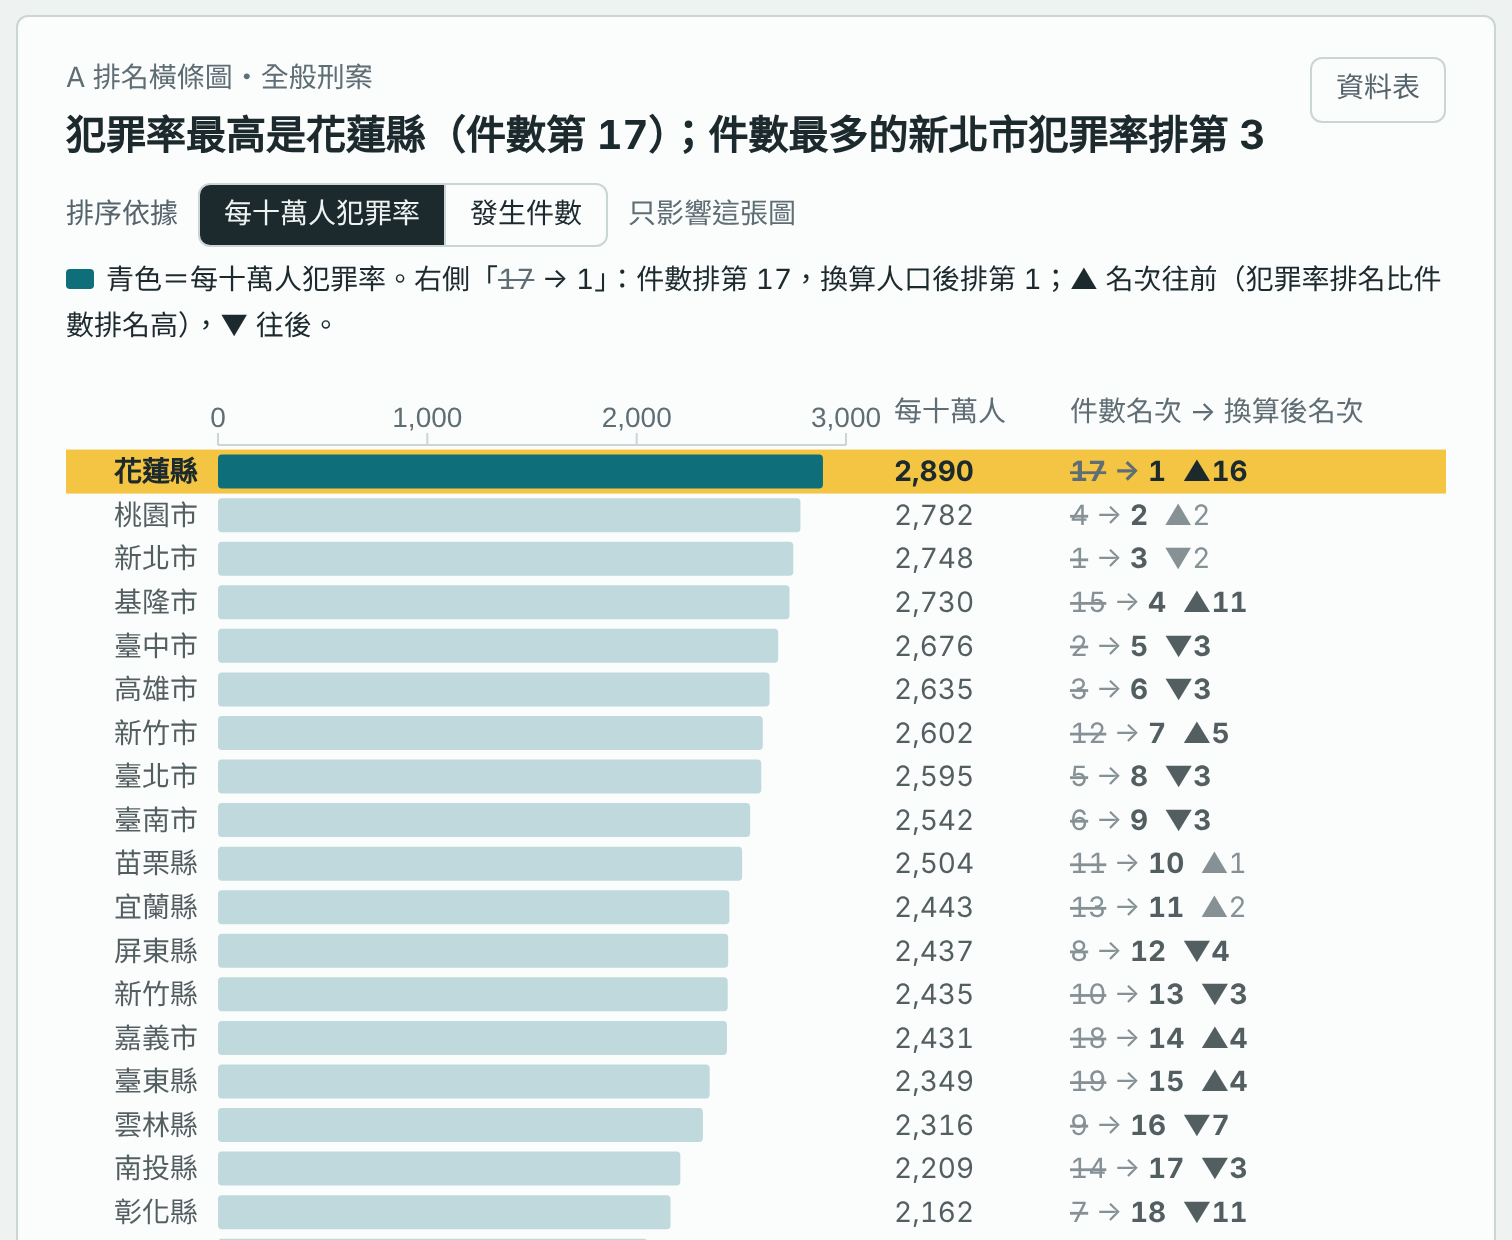 A 排名橫條圖・全般刑案
資料表
犯罪率最高是花蓮縣（件數第 17）；件數最多的新北市犯罪率排第 3
排序依據 每十萬人犯罪率 發生件數 只影響這張圖
青色＝每十萬人犯罪率。右側「17 → 1」：件數排第 17，換算人口後排第 1；▲ 名次往前（犯罪率排名比件
數排名高），▼ 往後。
0 1,000 2,000 3,000 每十萬人 件數名次 → 換算後名次
花蓮縣 2,890 17 → 1 ▲16
桃園市 2,782 4 → 2 ▲2
新北市 2,748 1 → 3 ▼2
基隆市 2,730 15 → 4 ▲11
臺中市 2,676 2 → 5 ▼3
高雄市 2,635 3 → 6 ▼3
新竹市 2,602 12 → 7 ▲5
臺北市 2,595 5 → 8 ▼3
臺南市 2,542 6 → 9 ▼3
苗栗縣 2,504 11 → 10 ▲1
宜蘭縣 2,443 13 → 11 ▲2
屏東縣 2,437 8 → 12 ▼4
新竹縣 2,435 10 → 13 ▼3
嘉義市 2,431 18 → 14 ▲4
臺東縣 2,349 19 → 15 ▲4
雲林縣 2,316 9 → 16 ▼7
南投縣 2,209 14 → 17 ▼3
彰化縣 2,162 7 → 18 ▼11